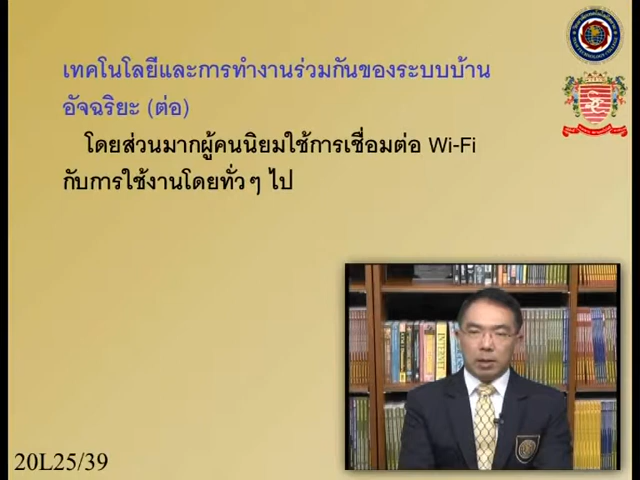 เทคโนโลยีและการทำงานร่วมกันของระบบบ้าน
อัจฉริยะ (ต่อ)
โดยส่วนมากผู้คนนิยมใช้การเชื่อมต่อ Wi-Fi
กับการใช้งานโดยทั่วๆ ไป
INTERNET
20L25/39